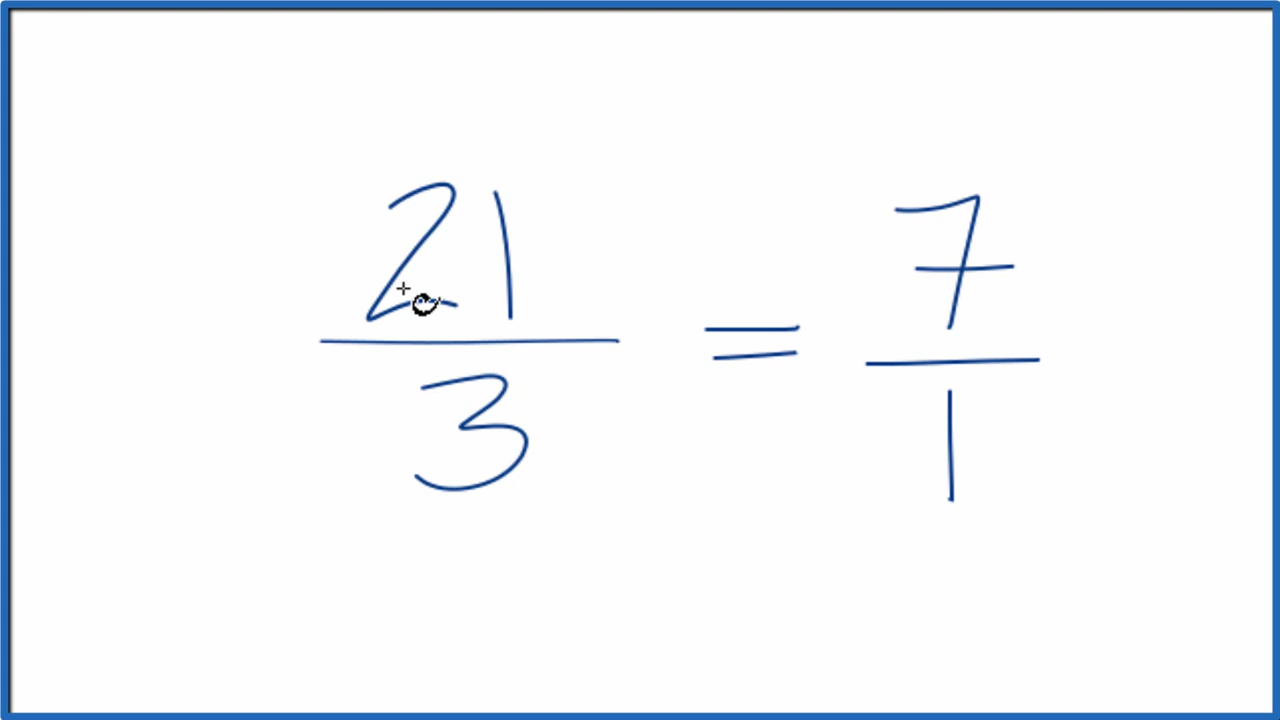 21/3 = 7/1